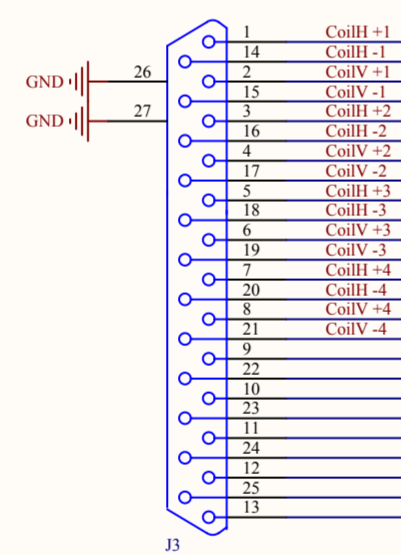 1 CoilH +1
14 CoilH -1
26 2 CoilV +1
GND
15 CoilV -1
27 3 CoilH +2
GND
16 CoilH -2
4 CoilV +2
17 CoilV -2
5 CoilH +3
18 CoilH -3
6 CoilV +3
19 CoilV -3
7 CoilH +4
20 CoilH -4
8 CoilV +4
21 CoilV -4
9
22
10
23
11
24
12
25
13
J3